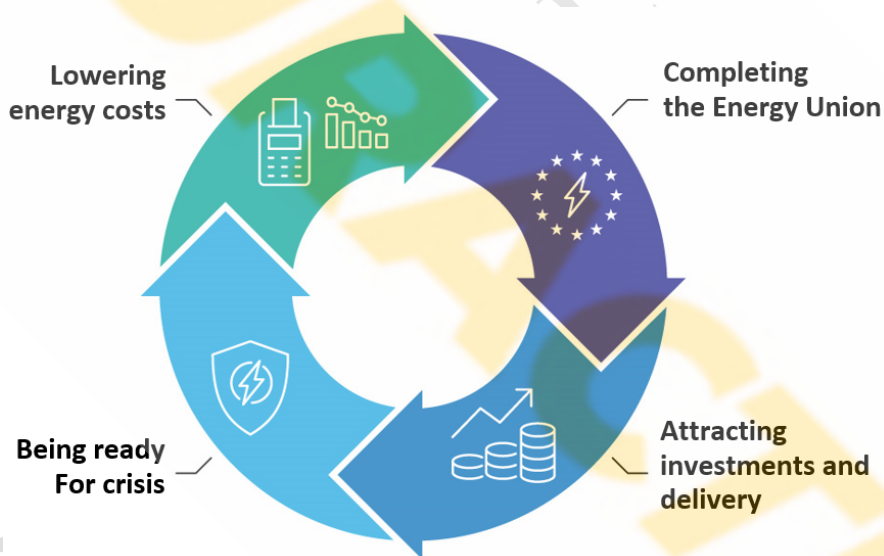 Lowering
energy costs
Completing
the Energy Union
Being ready
For crisis
Attracting
investments and
delivery